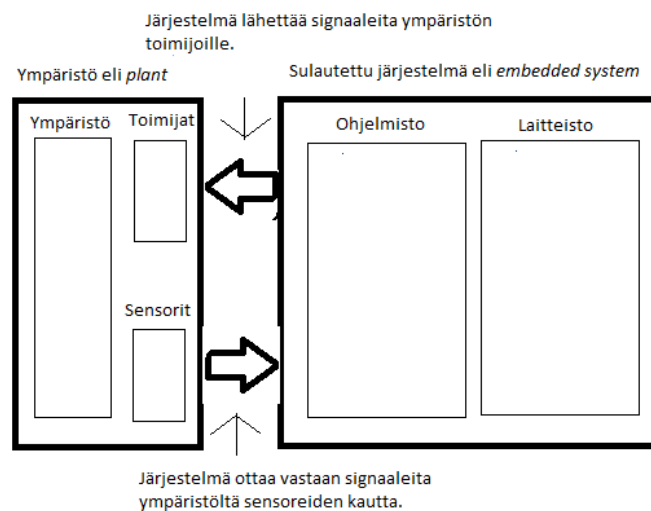 Järjestelmä lähettää signaaleita ympäristön
toimijoille.
Ympäristö eli plant
Sulautettu järjestelmä eli embedded system
Ympäristö
Toimijat
Ohjelmisto
Laitteisto
Sensorit
Järjestelmä ottaa vastaan signaaleita
ympäristöltä sensoreiden kautta.